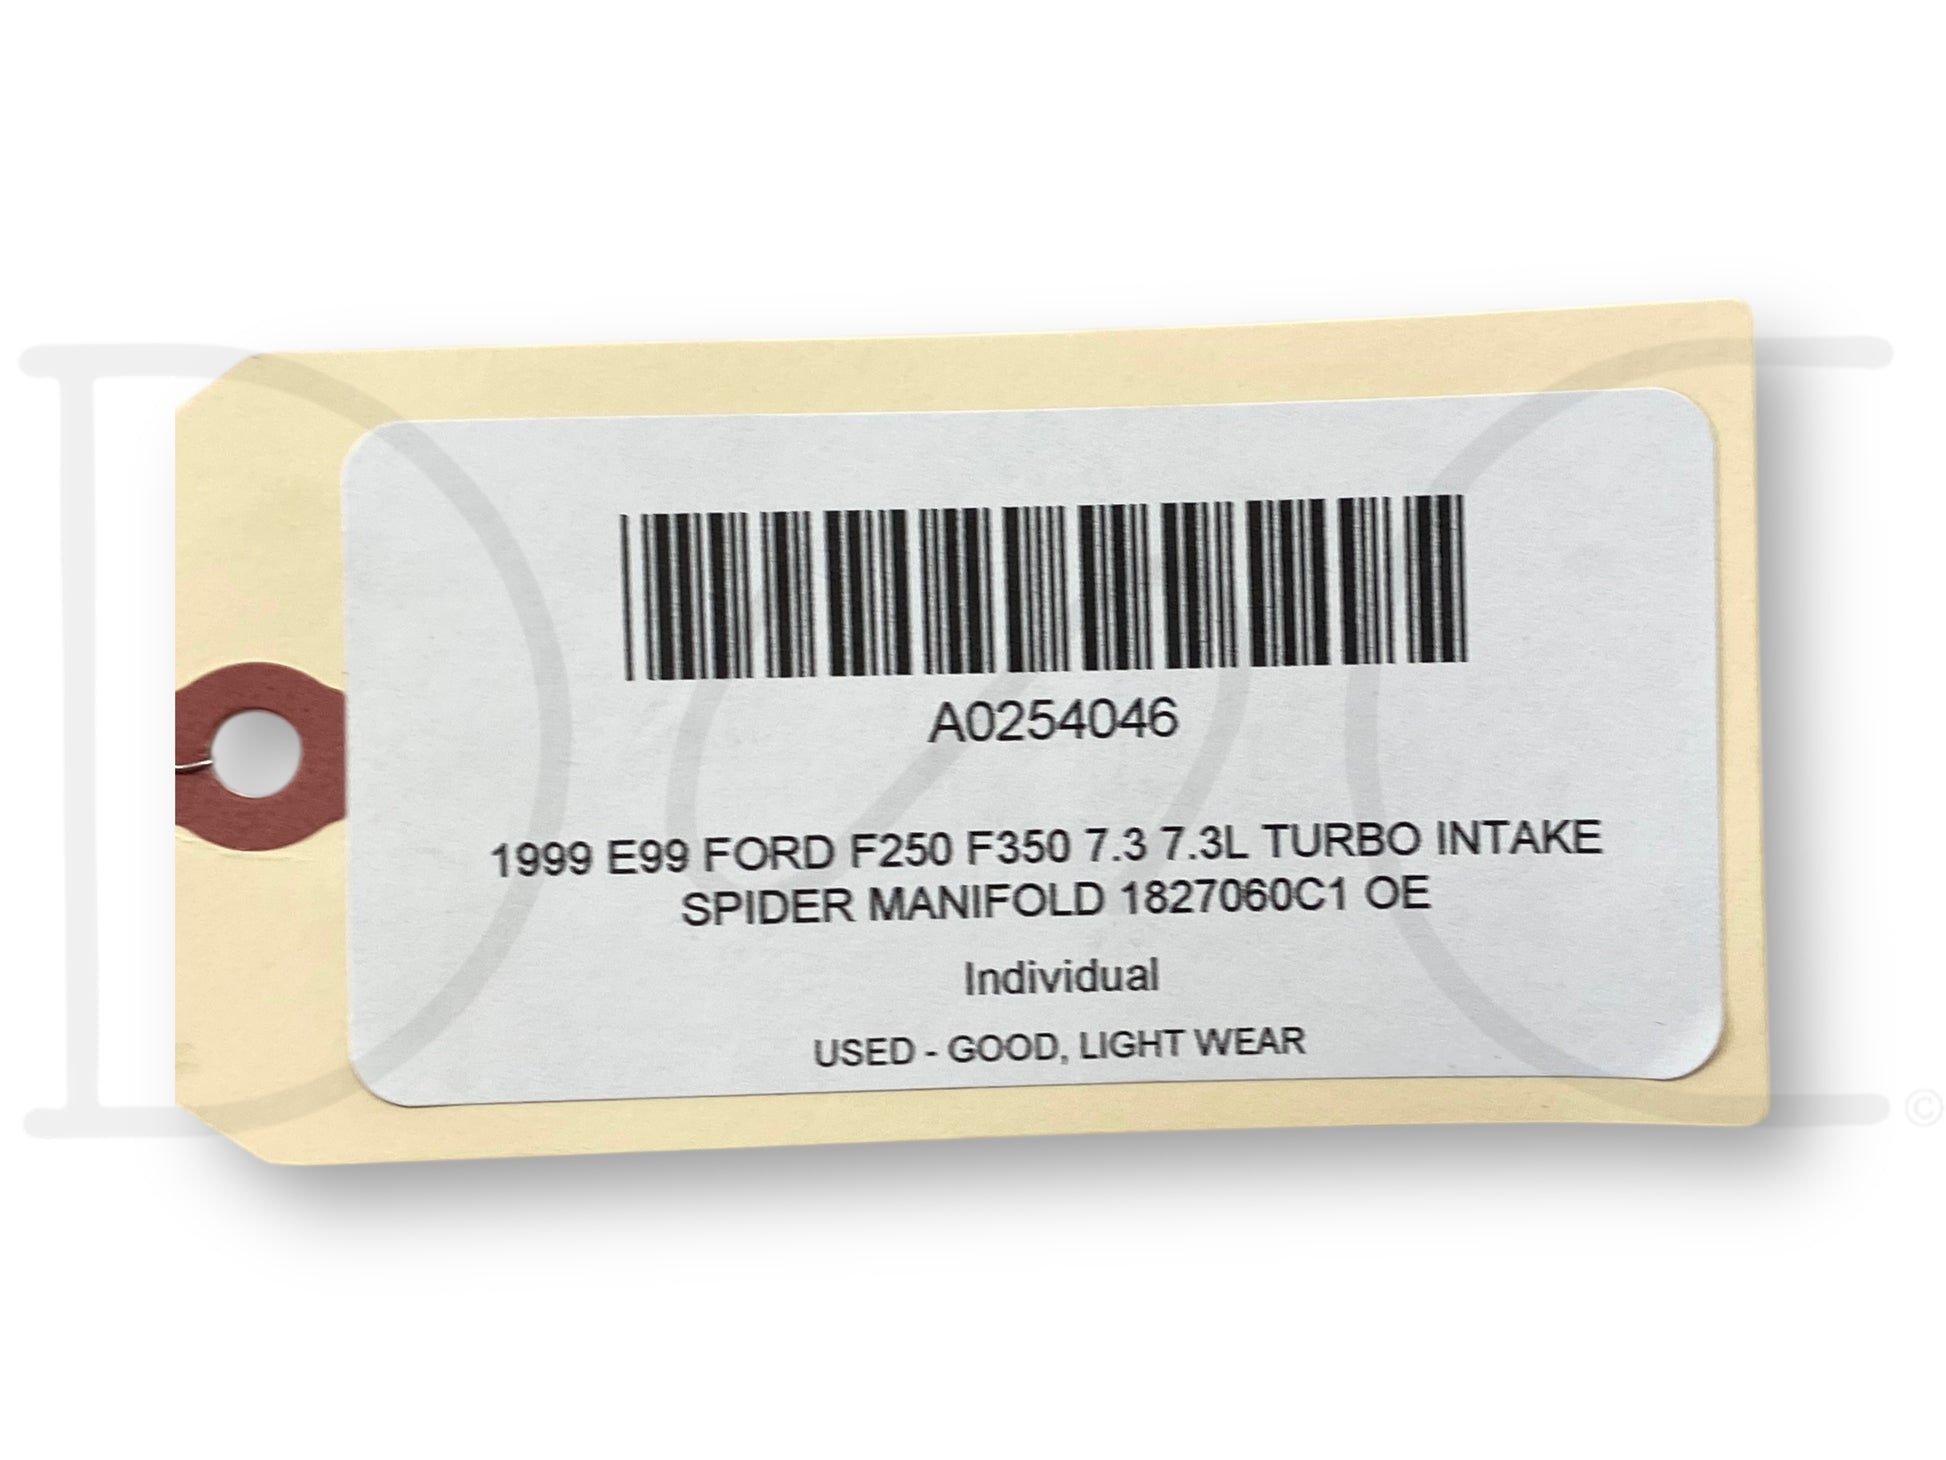 A0254046
1999 E99 FORD F250 F350 7.3 7.3L TURBO INTAKE
SPIDER MANIFOLD 1827060C1 OE
Individual
USED - GOOD, LIGHT WEAR
©